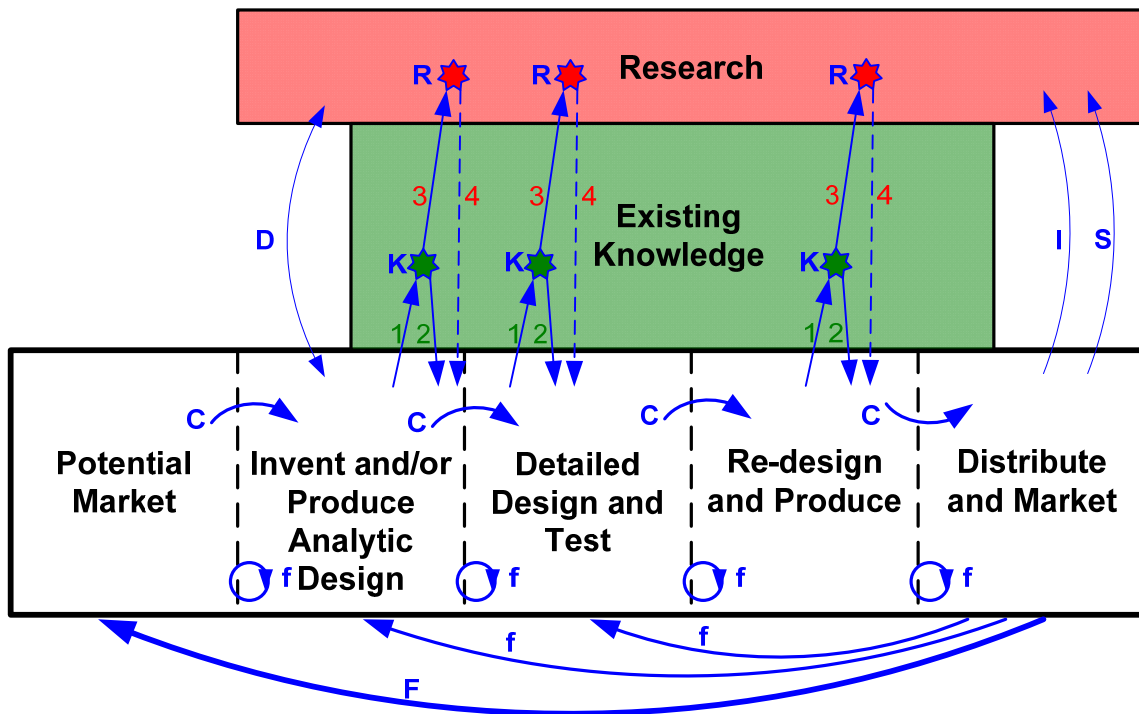 R
R
Research
R
3
4
3
4
3
4
D
Existing
Knowledge
I
S
K
K
K
1
2
1
2
1
2
C
C
C
C
Potential
Market
Invent and/or
Produce
Analytic
Design
Detailed
Design and
Test
Re-design
and Produce
Distribute
and Market
f
f
f
f
f
f
F